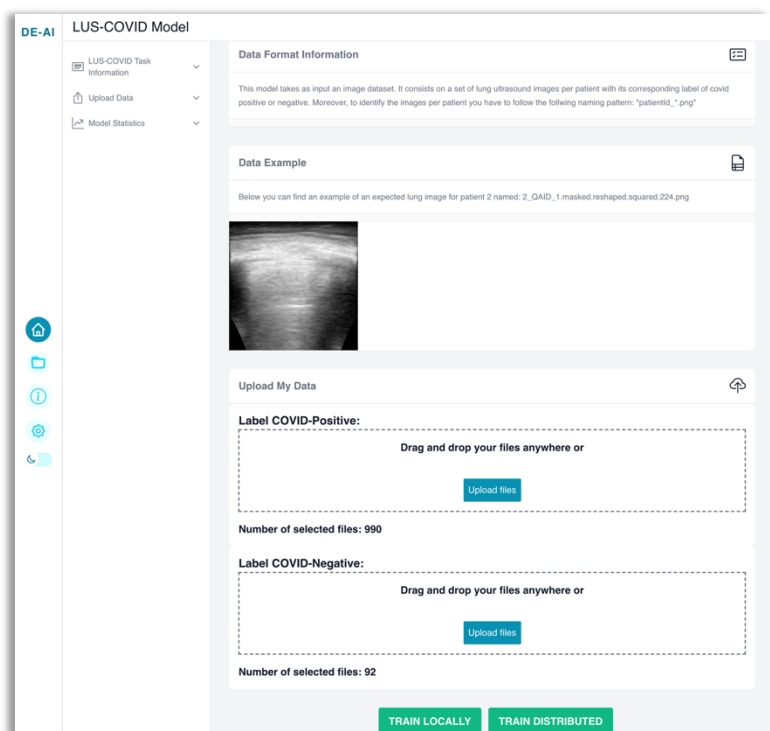 DE-AI
LUS-COVID Model
LUS-COVID Task
Information
Upload Data
Model Statistics
Data Format Information
This model takes as input an image dataset. It consists on a set of lung ultrasound images per patient with its corresponding label of covid
positive or negative. Moreover, to identify the images per patient you have to follow the follwing naming pattern: "patientId_*.png"
Data Example
Below you can find an example of an expected lung image for patient 2 named: 2_QAID_1.masked.reshaped.squared.224.png
Upload My Data
Label COVID-Positive:
Drag and drop your files anywhere or
Upload files
Number of selected files: 990
Label COVID-Negative:
Drag and drop your files anywhere or
Upload files
Number of selected files: 92
TRAIN LOCALLY
TRAIN DISTRIBUTED